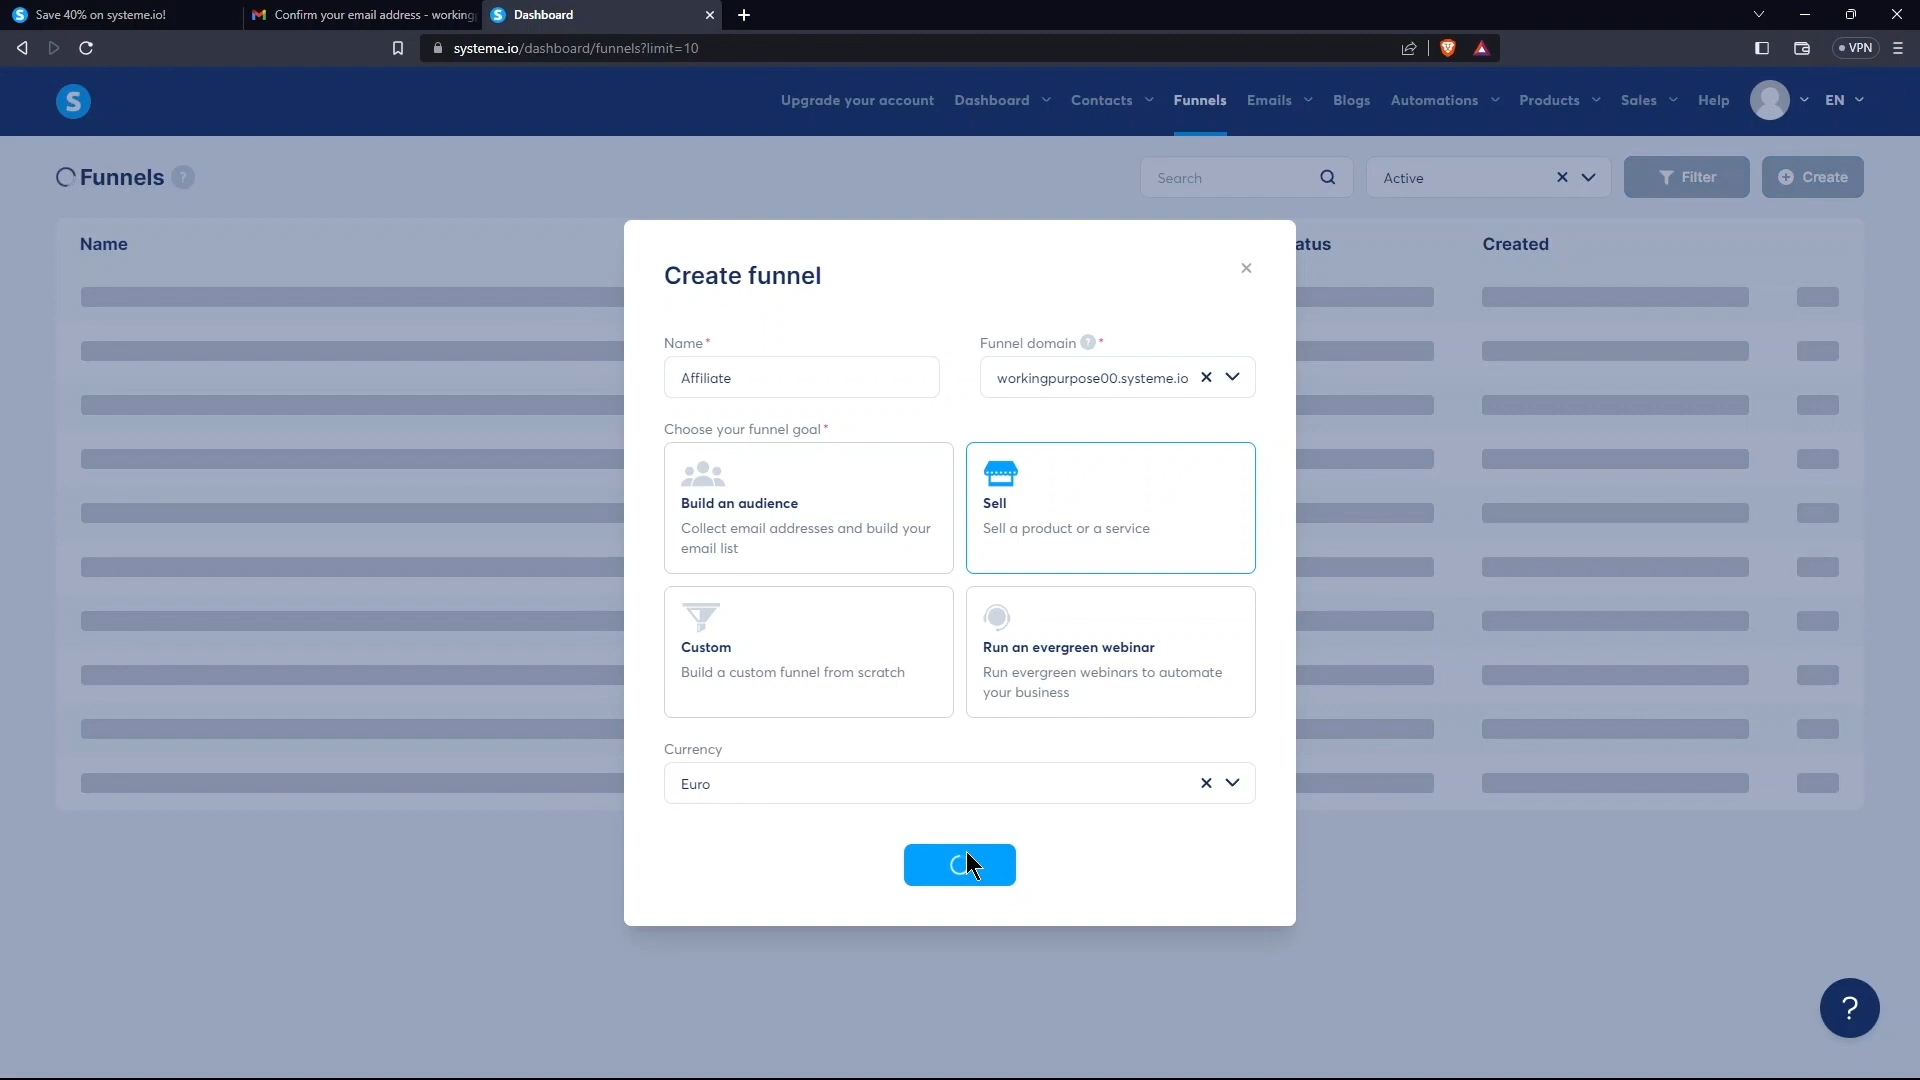 Save 40% on systeme.io!
Confirm your email address - working
Dashboard
systeme.io/dashboard/funnels?limit=10
VPN
S
Upgrade your account
Dashboard
Contacts
Funnels
Emails
Blogs
Automations
Products
Sales
Help
EN
Funnels ?
Search
Active
Filter
Create
Name
atus
Created
Create funnel
Name*
Funnel domain ? *
Affiliate
workingpurpose00.systeme.io
Choose your funnel goal*
Build an audience
Collect email addresses and build your
email list
Sell
Sell a product or a service
Custom
Build a custom funnel from scratch
Run an evergreen webinar
Run evergreen webinars to automate
your business
Currency
Euro
?